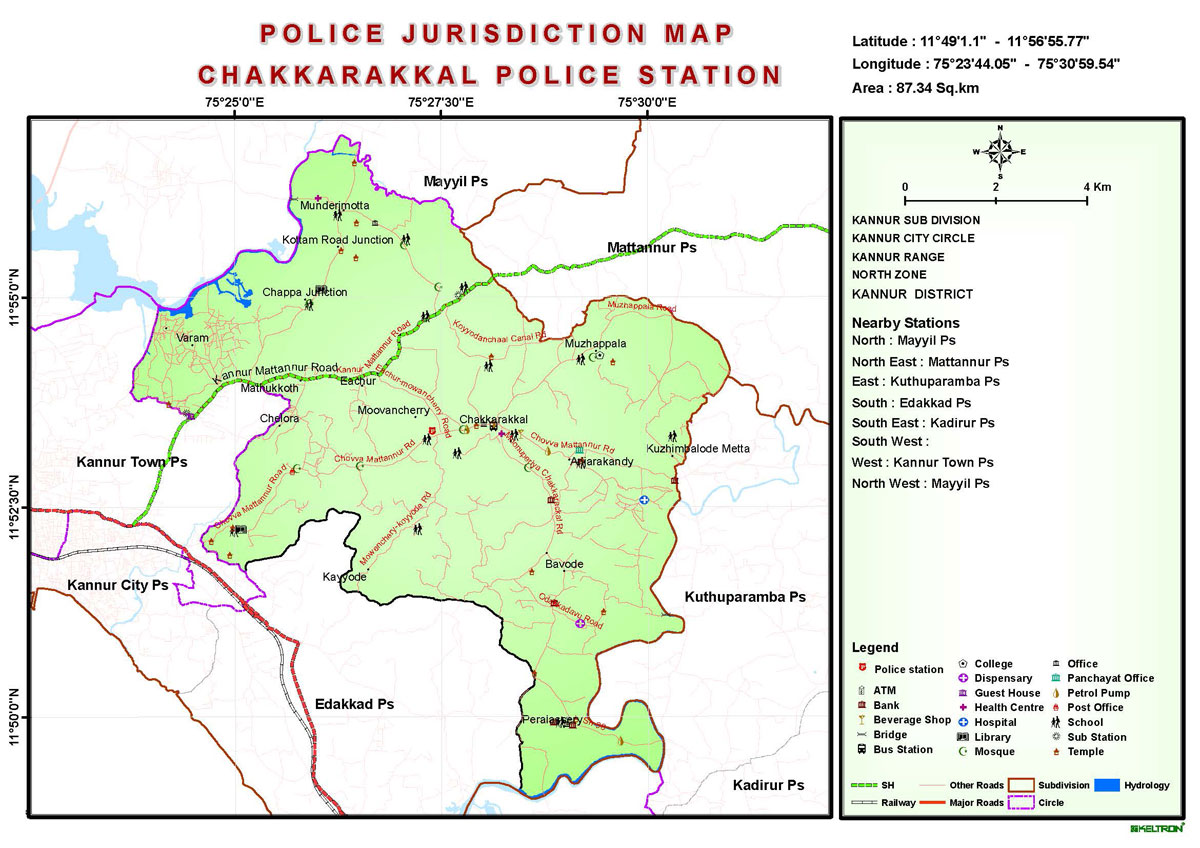 POLICE JURISDICTION MAP
CHAKKARAKKAL POLICE STATION
Latitude : 11°49'1.1" - 11°56'55.77"
Longitude : 75°23'44.05" - 75°30'59.54"
Area : 87.34 Sq.km
75°25'0"E
75°27'30"E
75°30'0"E
11°55'0"N
11°52'30"N
11°50'0"N
Mayyil Ps
Munderimotta
Kottam Road Junction
Mattannur Ps
Chappa Junction
Muzhappala Road
Varam
Koyyodanchaal Canal Rd
Muzhappala
Kannur Mattannur Road
Kannur Mattannur Road
Eachur
Eachur-mowancherry Road
Mathukkoth
Chelora
Moovancherry
Chakkarakkal
Chovva Mattannur Rd
Kuzhimbalode Metta
Kannur Town Ps
Chovva Mattannur Rd
Anjarakandy
Chakkarackal Rd
Chovva Mattannur Road
Mowenchery-koyyode Rd
Kayyode
Bavode
Kannur City Ps
Kuthuparamba Ps
Odakkadavu Road
Edakkad Ps
Peralassery
Kadirur Ps
N
W
E
S
0
2
4 Km
KANNUR SUB DIVISION
KANNUR CITY CIRCLE
KANNUR RANGE
NORTH ZONE
KANNUR DISTRICT
Nearby Stations
North : Mayyil Ps
North East : Mattannur Ps
East : Kuthuparamba Ps
South : Edakkad Ps
South East : Kadirur Ps
South West :
West : Kannur Town Ps
North West : Mayyil Ps
Legend
Police station
ATM
Bank
Beverage Shop
Bridge
Bus Station
College
Dispensary
Guest House
Health Centre
Hospital
Library
Mosque
Office
Panchayat Office
Petrol Pump
Post Office
School
Sub Station
Temple
SH
Other Roads
Subdivision
Hydrology
Railway
Major Roads
Circle
KELTRON